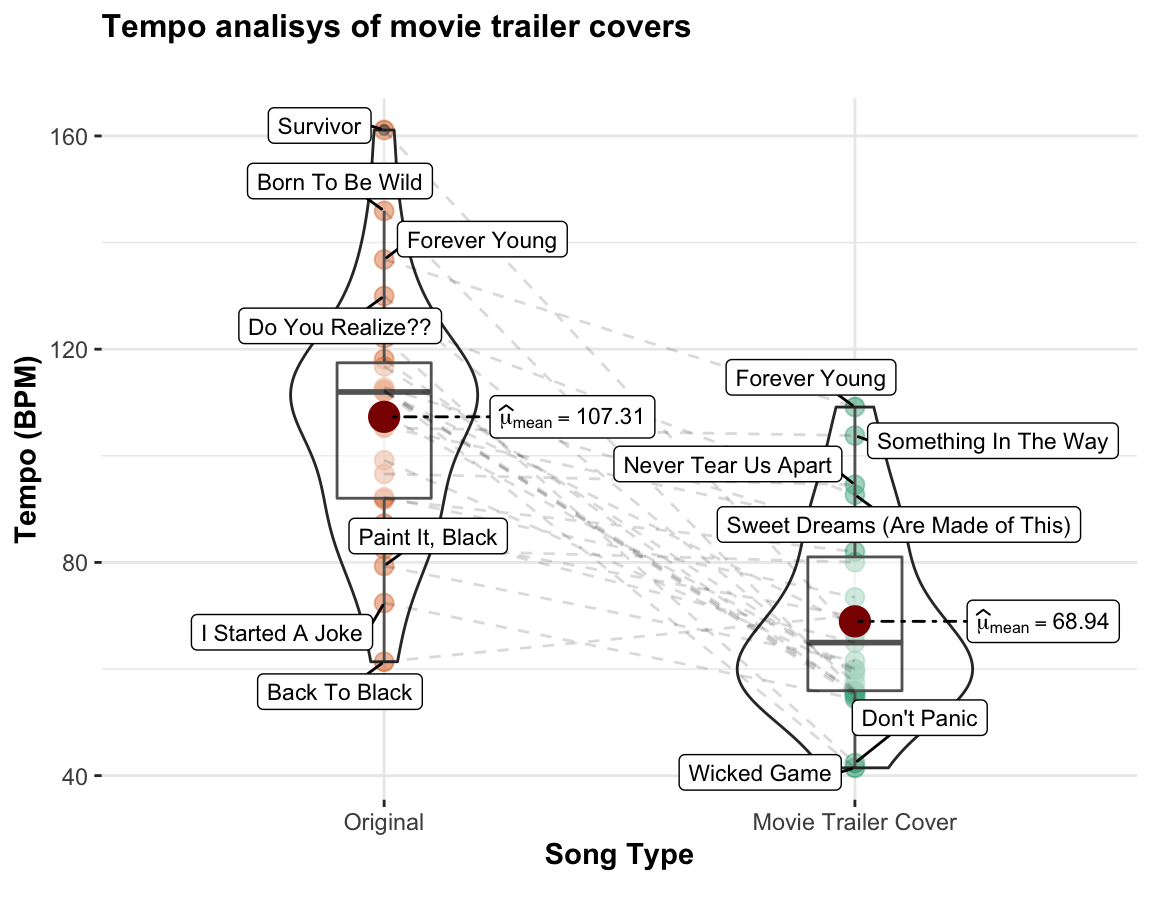 Tempo analisys of movie trailer covers
160
120
80
40
Tempo (BPM)
Survivor
Born To Be Wild
Forever Young
Do You Realize??
μ̂mean = 107.31
Paint It, Black
I Started A Joke
Back To Black
Forever Young
Something In The Way
Never Tear Us Apart
Sweet Dreams (Are Made of This)
μ̂mean = 68.94
Don't Panic
Wicked Game
Original
Movie Trailer Cover
Song Type